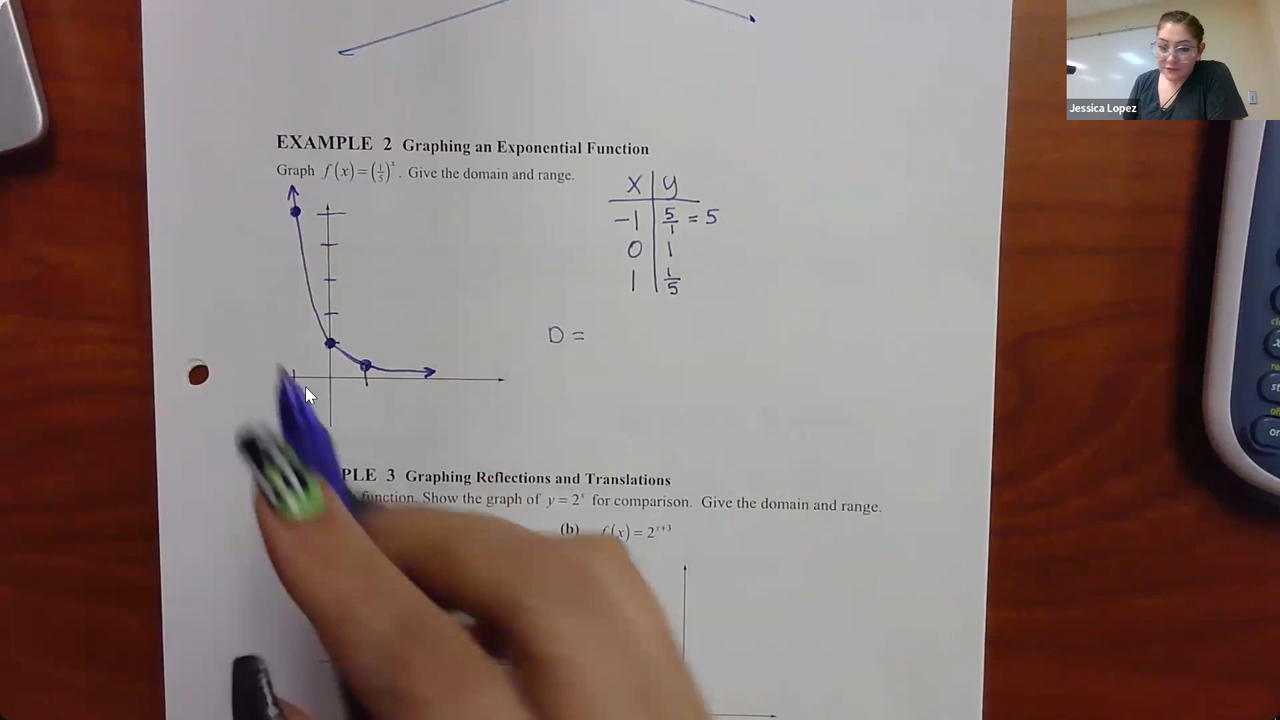 Jessica Lopez
EXAMPLE 2 Graphing an Exponential Function
Graph f(x)=(1/5)^x. Give the domain and range.
x | y
-1 | 5/1 = 5
0 | 1
1 | 1/5
D =
PLE 3 Graphing Reflections and Translations
function. Show the graph of y = 2^x for comparison. Give the domain and range.
(b) f(x) = 2^(x+3)